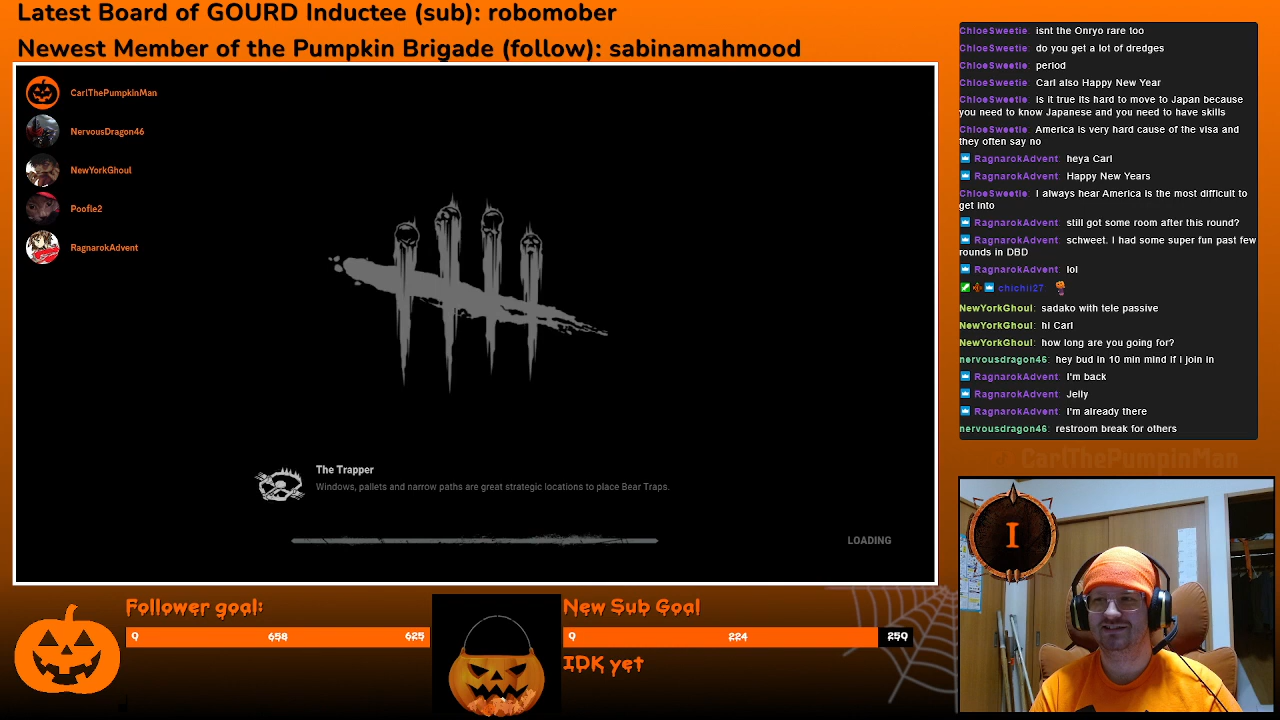 Latest Board of GOURD Inductee (sub): robomober
Newest Member of the Pumpkin Brigade (follow): sabinamahmood
CarlThePumpkinMan
NervousDragon46
NewYorkGhoul
Poofie2
RagnarokAdvent
The Trapper
Windows, pallets and narrow paths are great strategic locations to place Bear Traps.
LOADING
ChloeSweetie: isnt the Onryo rare too
ChloeSweetie: do you get a lot of dredges
ChloeSweetie: period
ChloeSweetie: Carl also Happy New Year
ChloeSweetie: Is it true Its hard to move to Japan because
you need to know Japanese and you need to have skills
ChloeSweetie: America is very hard cause of the visa and
they often say no
RagnarokAdvent: heya Carl
RagnarokAdvent: Happy New Years
ChloeSweetie: I always hear America is the most difficult to
get into
RagnarokAdvent: still got some room after this round?
RagnarokAdvent: schweet. I had some super fun past few
rounds in DBD
RagnarokAdvent: lol
chichii27:
NewYorkGhoul: sadako with tele passive
NewYorkGhoul: hi Carl
NewYorkGhoul: how long are you going for?
nervousdragon46: hey bud in 10 min mind if I join in
RagnarokAdvent: I'm back
RagnarokAdvent: Jelly
RagnarokAdvent: I'm already there
nervousdragon46: restroom break for others
CarlThePumpinMan
I
Follower goal:
0 658 625
New Sub Goal
0 224 250
IDK yet